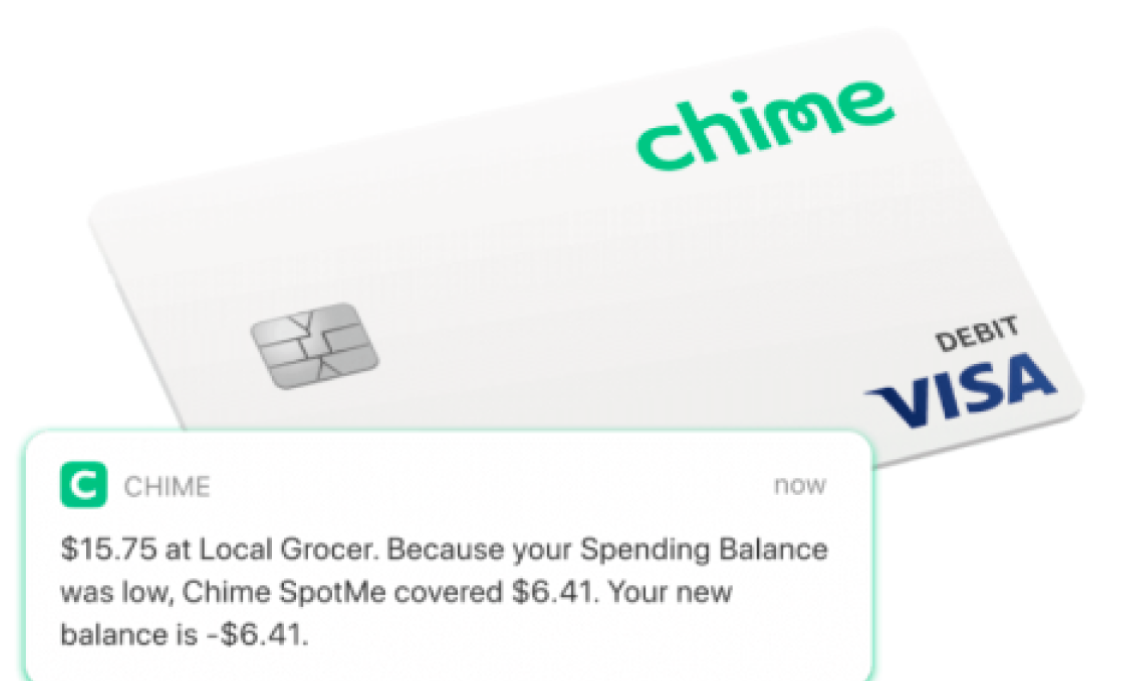 chime
DEBIT
VISA
C CHIME now
$15.75 at Local Grocer. Because your Spending Balance
was low, Chime SpotMe covered $6.41. Your new
balance is -$6.41.